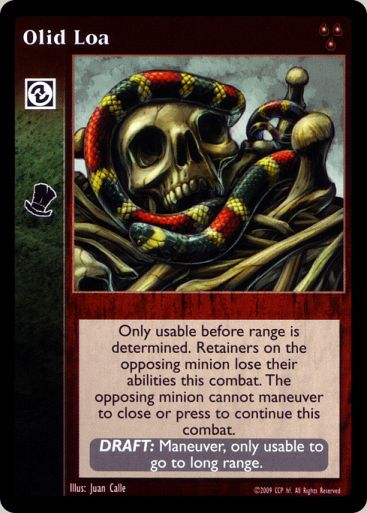 Olid Loa
Only usable before range is
determined. Retainers on the
opposing minion lose their
abilities this combat. The
opposing minion cannot maneuver
to close or press to continue this
combat.
DRAFT: Maneuver, only usable to
go to long range.
Illus: Juan Calle
©2009 CCP hf. All Rights Reserved